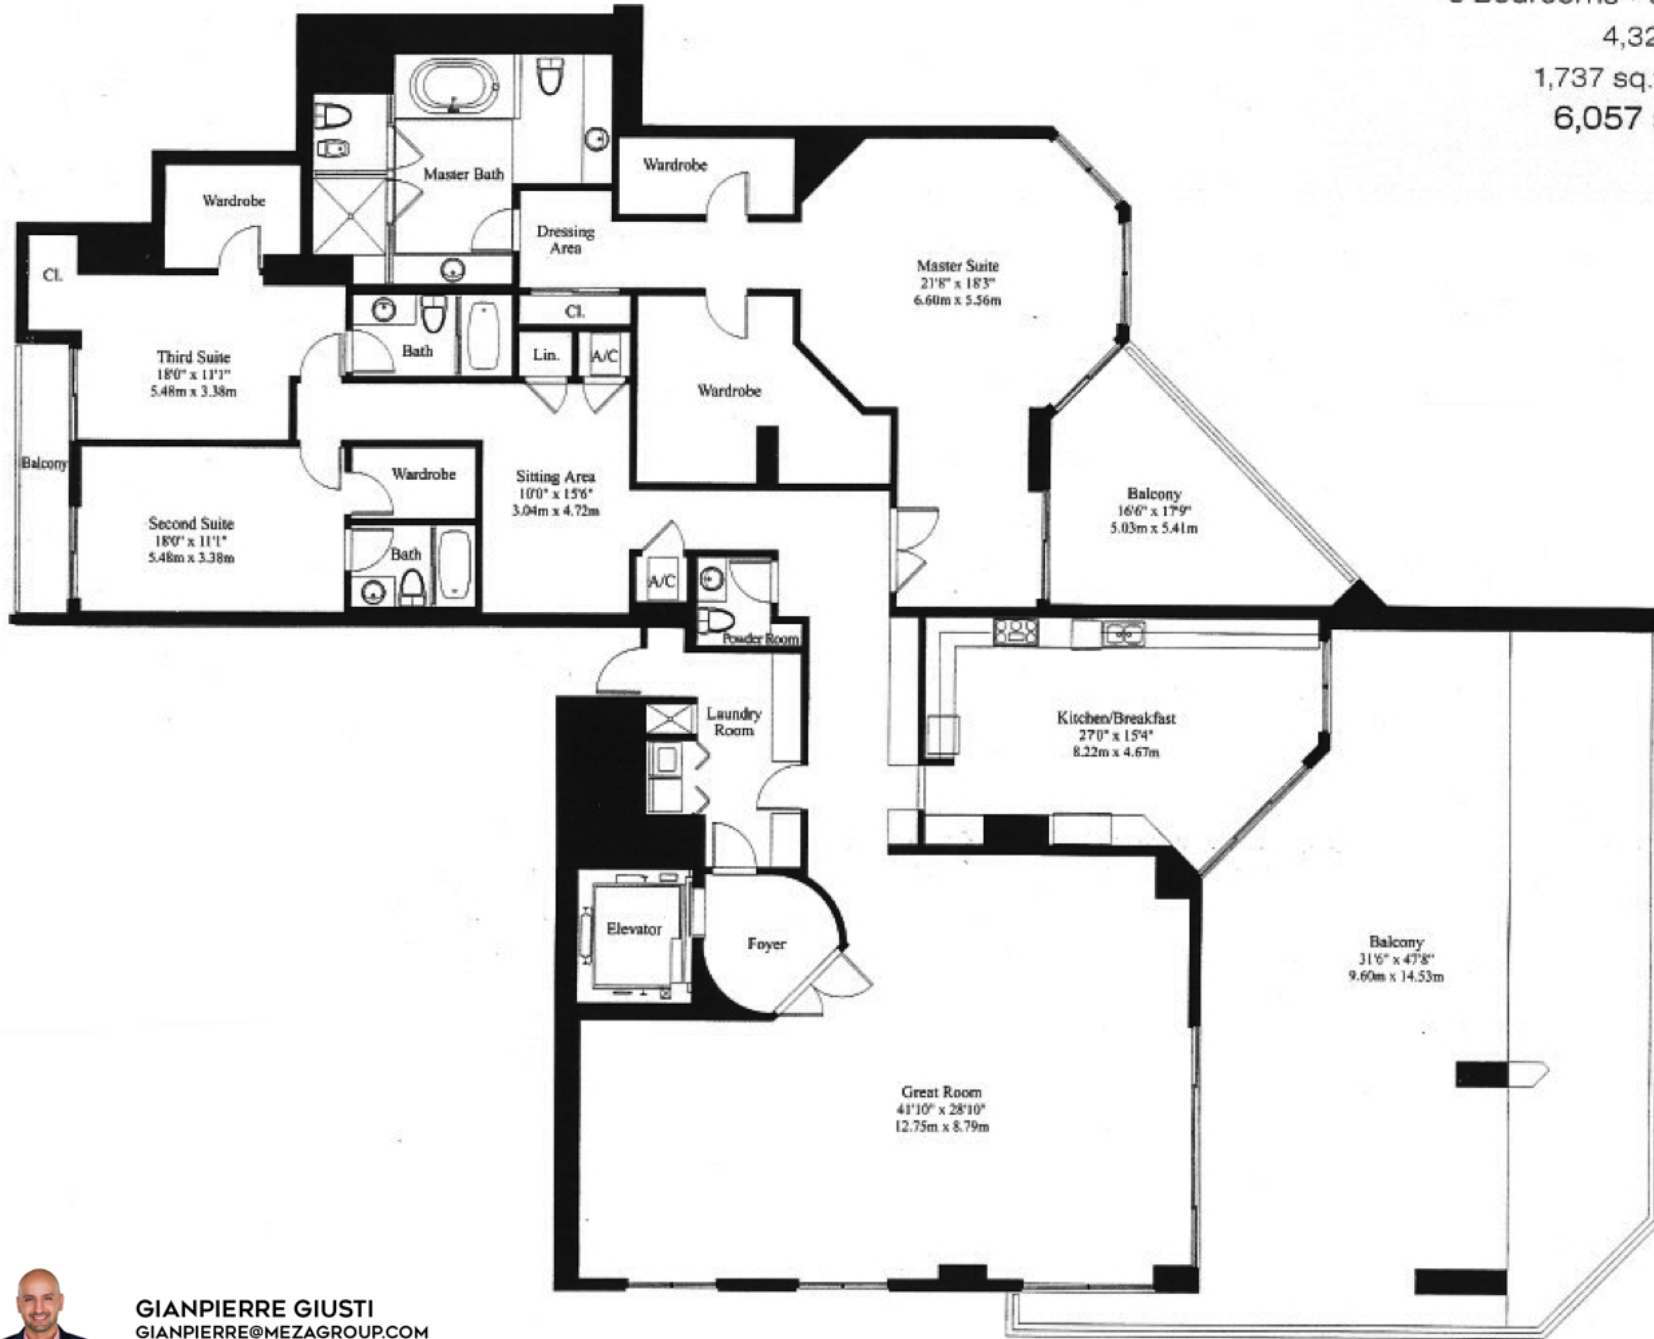 4,32
1,737 sq.
6,057
Master Bath
Wardrobe
Wardrobe
Dressing
Area
Cl.
Master Suite
21'8" x 18'3"
6.60m x 5.56m
Cl.
Bath
Lin.
A/C
Third Suite
18'0" x 11'1"
5.48m x 3.38m
Wardrobe
Balcony
Wardrobe
Sitting Area
10'0" x 15'6"
3.04m x 4.72m
Balcony
16'6" x 17'9"
5.03m x 5.41m
Second Suite
18'0" x 11'1"
5.48m x 3.38m
Bath
A/C
Powder Room
Laundry
Room
Kitchen/Breakfast
27'0" x 15'4"
8.22m x 4.67m
Elevator
Foyer
Balcony
31'6" x 47'8"
9.60m x 14.53m
Great Room
41'10" x 28'10"
12.75m x 8.79m
GIANPIERRE GIUSTI
GIANPIERRE@MEZAGROUP.COM